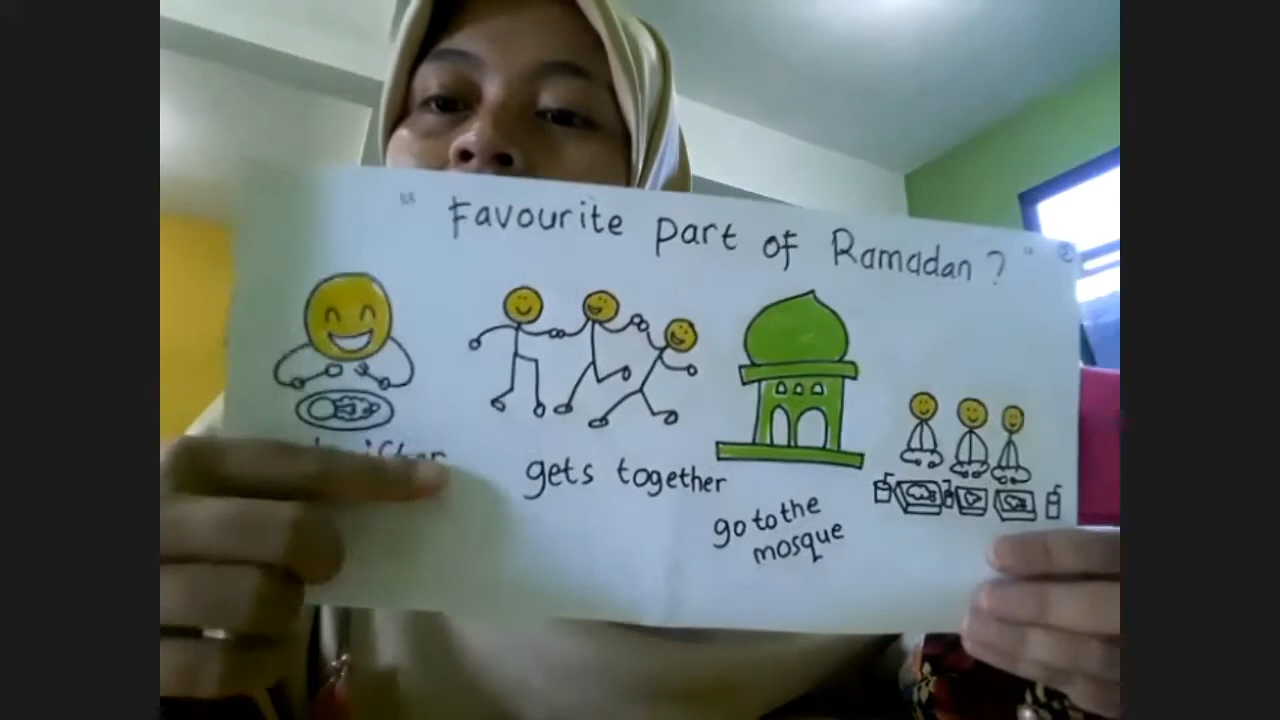 " Favourite part of Ramadan? "
gets together
go to the
mosque